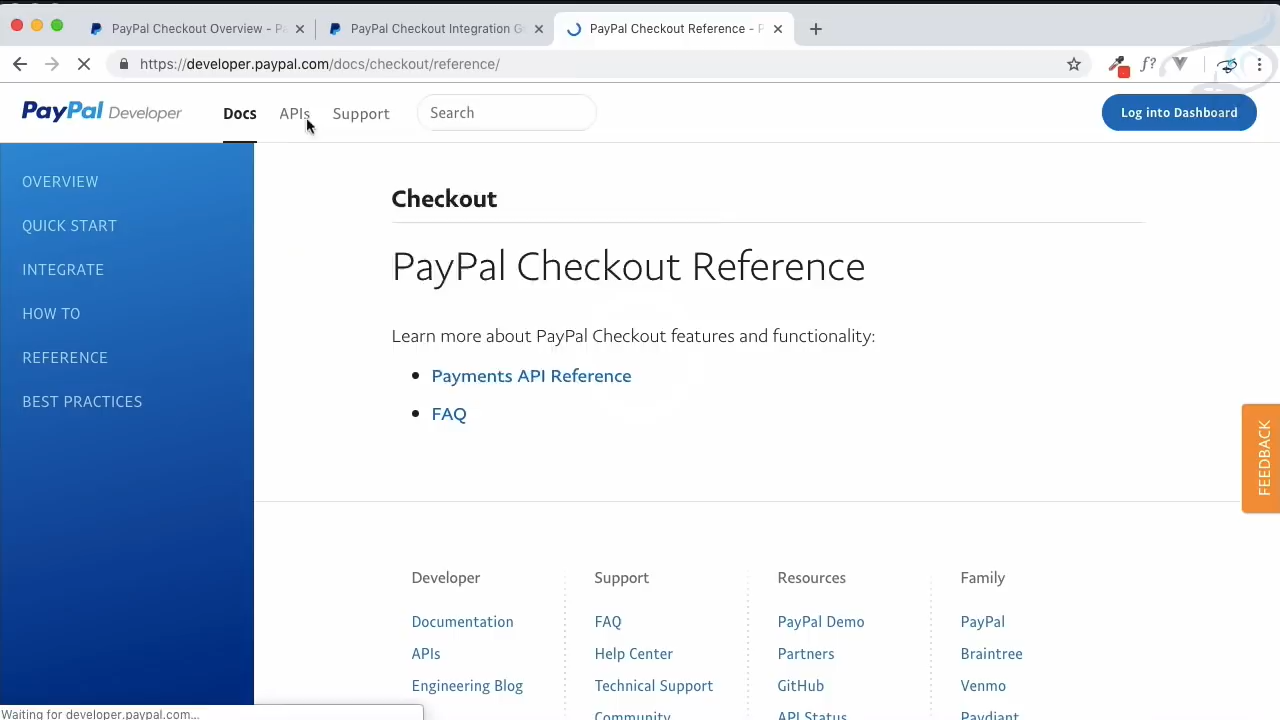 PayPal Checkout Overview - Pa
PayPal Checkout Integration G
PayPal Checkout Reference - P
https://developer.paypal.com/docs/checkout/reference/
f?
PayPal Developer
Docs
APIs
Support
Search
Log into Dashboard
OVERVIEW
QUICK START
INTEGRATE
HOW TO
REFERENCE
BEST PRACTICES
Checkout
PayPal Checkout Reference
Learn more about PayPal Checkout features and functionality:
Payments API Reference
FAQ
FEEDBACK
Developer
Documentation
APIs
Engineering Blog
Support
FAQ
Help Center
Technical Support
Community
Resources
PayPal Demo
Partners
GitHub
API Status
Family
PayPal
Braintree
Venmo
Paydiant
Waiting for developer.paypal.com...